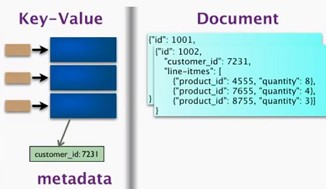 Key-Value
customer_id:7231
metadata
Document
{"id": 1001,
{"id": 1002,
"customer_id": 7231,
"line-itmes": [
{"product_id": 4555, "quantity": 8},
{"product_id": 7655, "quantity": 4},
{"product_id": 8755, "quantity": 3}]
}
}